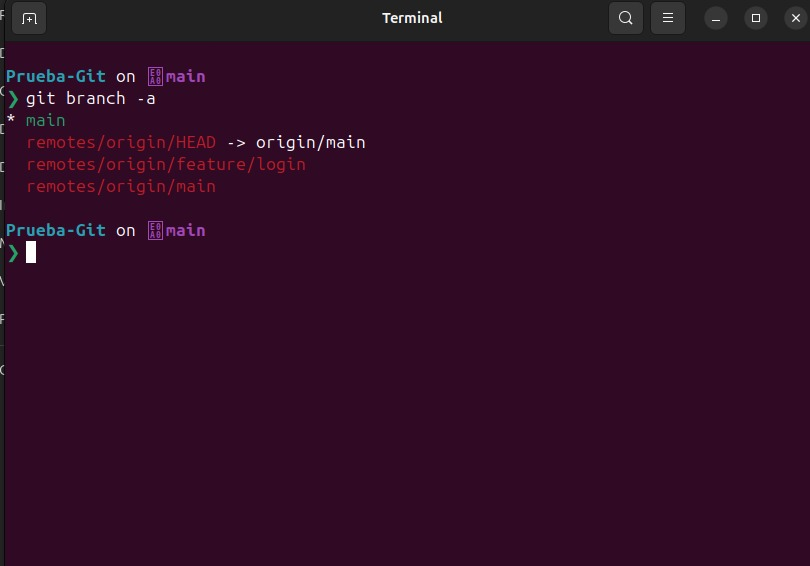 Terminal
Prueba-Git on main
❯ git branch -a
* main
remotes/origin/HEAD -> origin/main
remotes/origin/feature/login
remotes/origin/main
Prueba-Git on main
❯